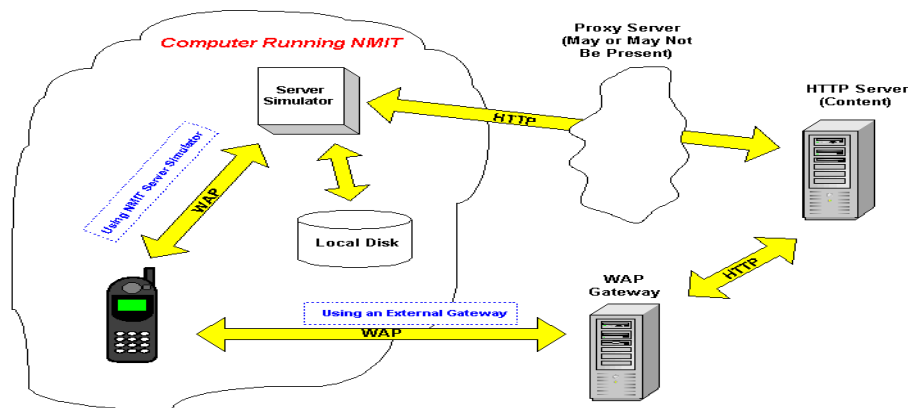 Computer Running NMIT
Proxy Server
(May or May Not
Be Present)
Server
Simulator
HTTP
HTTP Server
(Content)
Using NMIT Server Simulator
WAP
Local Disk
HTTP
WAP
Gateway
Using an External Gateway
WAP